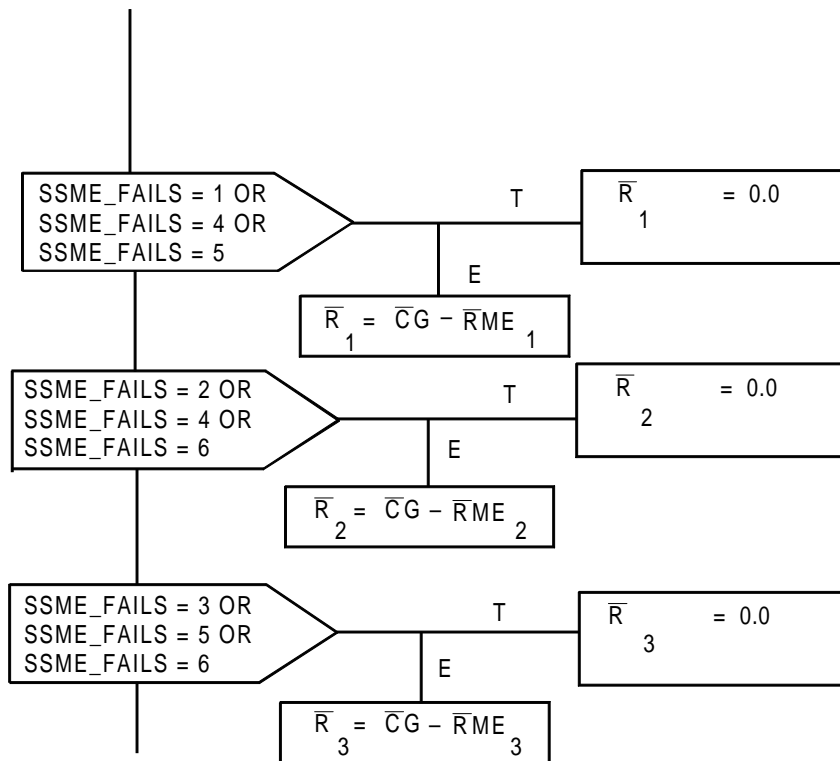 SSME_FAILS = 1 OR
SSME_FAILS = 4 OR
SSME_FAILS = 5
T
R̅₁ = 0.0
E
R̅₁ = C̅G – R̅ME₁
SSME_FAILS = 2 OR
SSME_FAILS = 4 OR
SSME_FAILS = 6
T
R̅₂ = 0.0
E
R̅₂ = C̅G – R̅ME₂
SSME_FAILS = 3 OR
SSME_FAILS = 5 OR
SSME_FAILS = 6
T
R̅₃ = 0.0
E
R̅₃ = C̅G – R̅ME₃